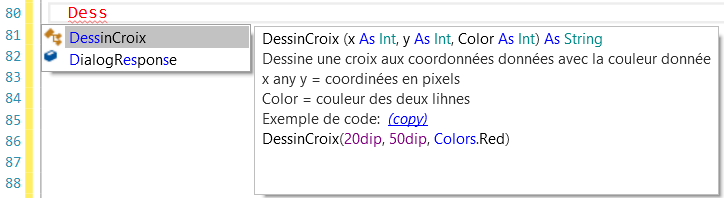 80 Dess
81 DessinCroix
82 DialogResponse
83
84
85
86
87
88
DessinCroix (x As Int, y As Int, Color As Int) As String
Dessine une croix aux coordonnées données avec la couleur donnée
x any y = coordinées en pixels
Color = couleur des deux lihnes
Exemple de code: (copy)
DessinCroix(20dip, 50dip, Colors.Red)